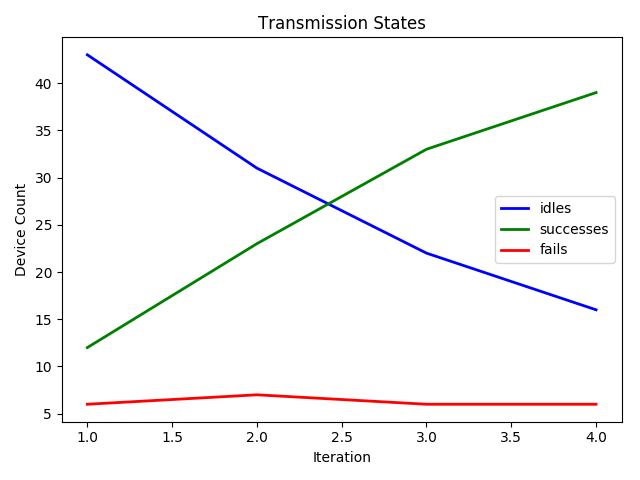 Transmission States
Device Count
40
35
30
25
20
15
10
5
idles
successes
fails
1.0 1.5 2.0 2.5 3.0 3.5 4.0
Iteration